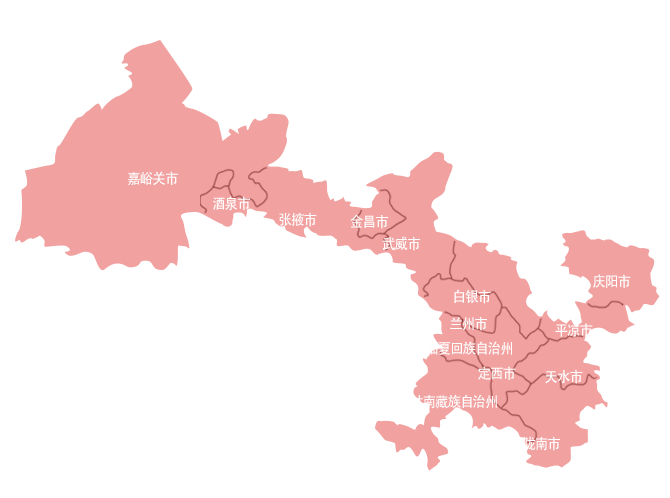 嘉峪关市
酒泉市
张掖市
金昌市
武威市
庆阳市
白银市
兰州市
平凉市
临夏回族自治州
定西市
天水市
甘南藏族自治州
陇南市